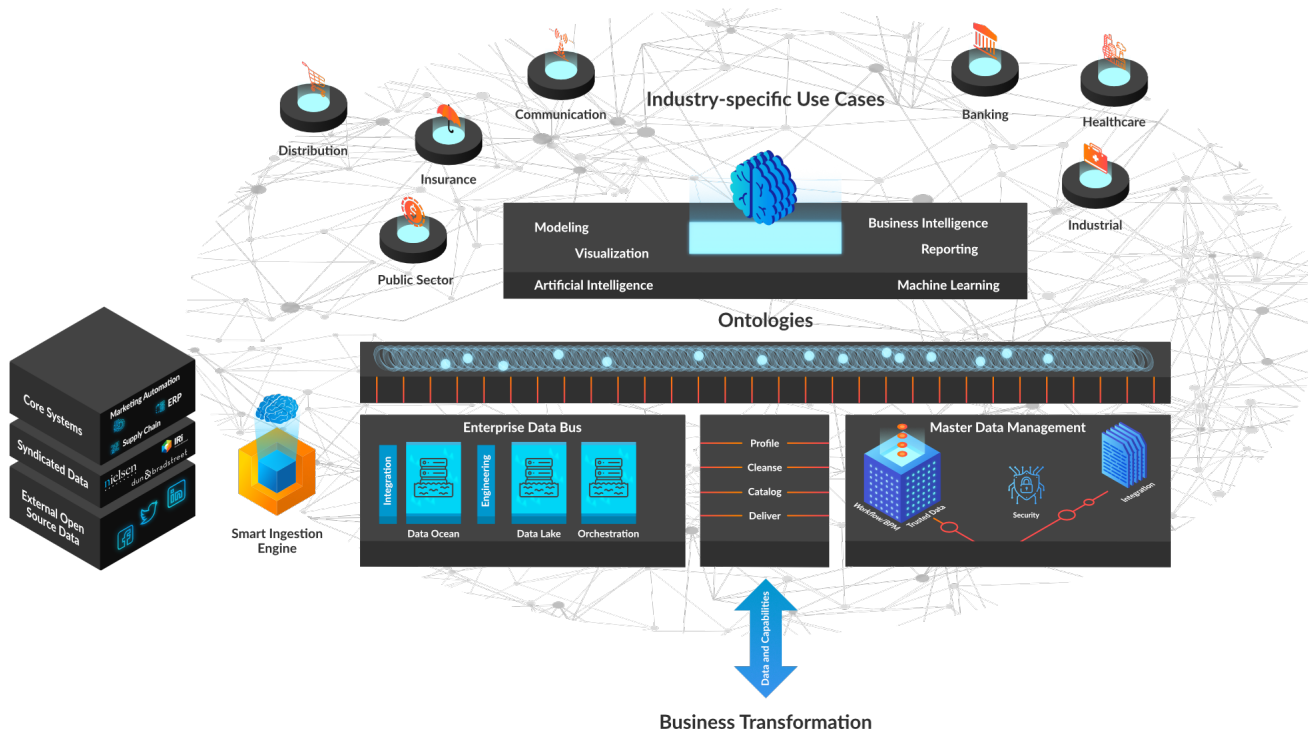 Industry-specific Use Cases
Distribution
Insurance
Communication
Public Sector
Banking
Healthcare
Industrial
Modeling
Visualization
Business Intelligence
Reporting
Artificial Intelligence
Machine Learning
Ontologies
Core Systems
Marketing Automation
ERP
Supply Chain
Syndicated Data
nielsen
IRi
dun & bradstreet
External Open
Source Data
Smart Ingestion
Engine
Enterprise Data Bus
Integration
Data Ocean
Engineering
Data Lake
Orchestration
Profile
Cleanse
Catalog
Deliver
Master Data Management
Workflow/BPM
Trusted Data
Security
Integration
Data and Capabilities
Business Transformation